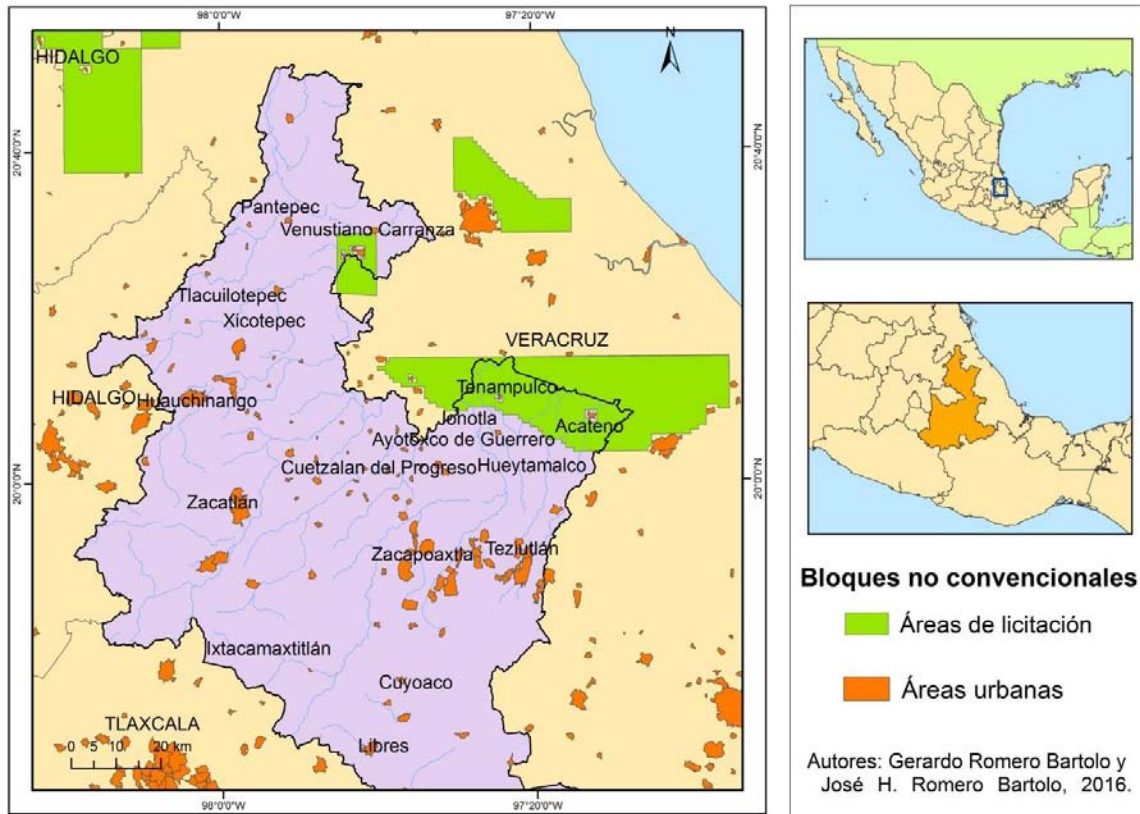 98°0'0"W
97°20'0"W
N
HIDALGO
20°40'0"N
20°40'0"N
Pantepec
Venustiano Carranza
Tlacuilotepec
Xicotepec
VERACRUZ
Tenampulco
HIDALGO
Huauchinango
Jonotla
Acateno
Ayotoxco de Guerrero
Cuetzalan del Progreso
Hueytamalco
20°0'0"N
20°0'0"N
Zacatlán
Zacapoaxtla
Teziutlán
Ixtacamaxtitlán
Cuyoaco
TLAXCALA
Libres
0 5 10 20 km
98°0'0"W
97°20'0"W
Bloques no convencionales
Áreas de licitación
Áreas urbanas
Autores: Gerardo Romero Bartolo y
José H. Romero Bartolo, 2016.